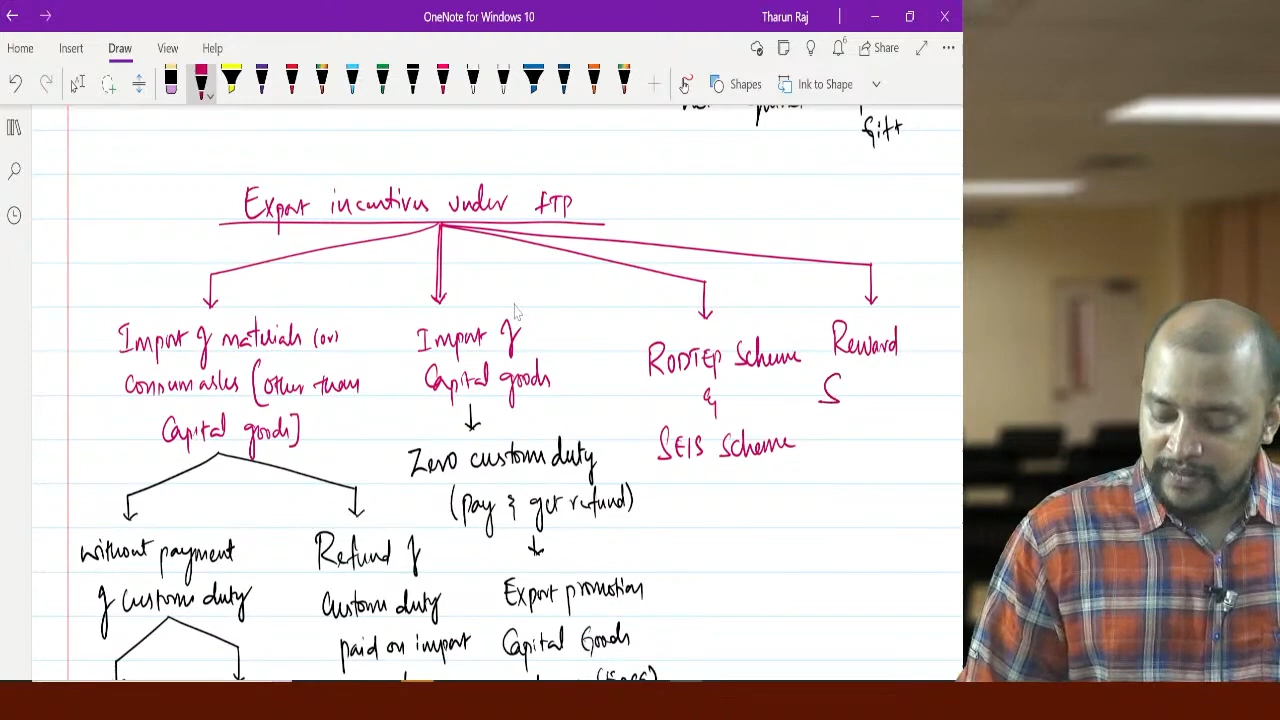 OneNote for Windows 10
Tharun Raj
Home Insert Draw View Help
6
Share
Shapes
Ink to Shape
Gift
Export incentives under FTP
Import of materials (or)
Consumables [other than
Capital goods]
Import of
Capital goods
RODTEP Scheme
&
SEIS Scheme
Reward
S
Zero custom duty
(pay & get refund)
without payment
of custom duty
Refund of
custom duty
paid on import
Export promotion
Capital Goods